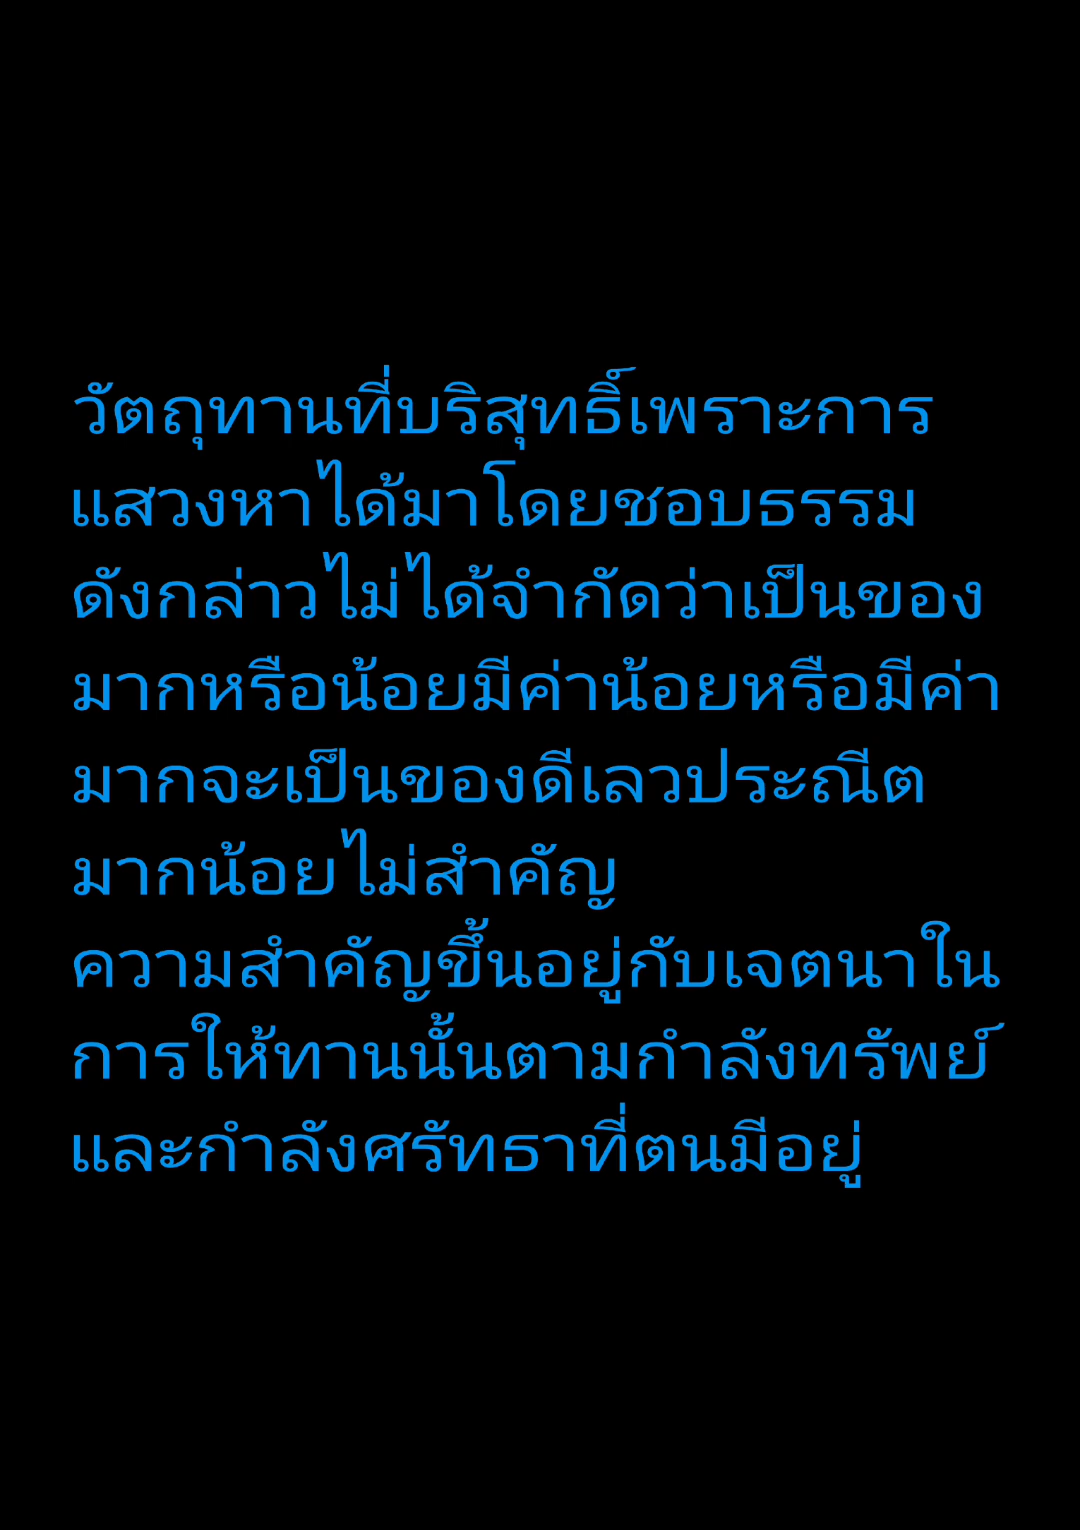 วัตถุทานที่บริสุทธิ์เพราะการ
แสวงหาได้มาโดยชอบธรรม
ดังกล่าวไม่ได้จำกัดว่าเป็นของ
มากหรือน้อยมีค่าน้อยหรือมีค่า
มากจะเป็นของดีเลวประณีต
มากน้อยไม่สำคัญ
ความสำคัญขึ้นอยู่กับเจตนาใน
การให้ทานนั้นตามกำลังทรัพย์
และกำลังศรัทธาที่ตนมีอยู่